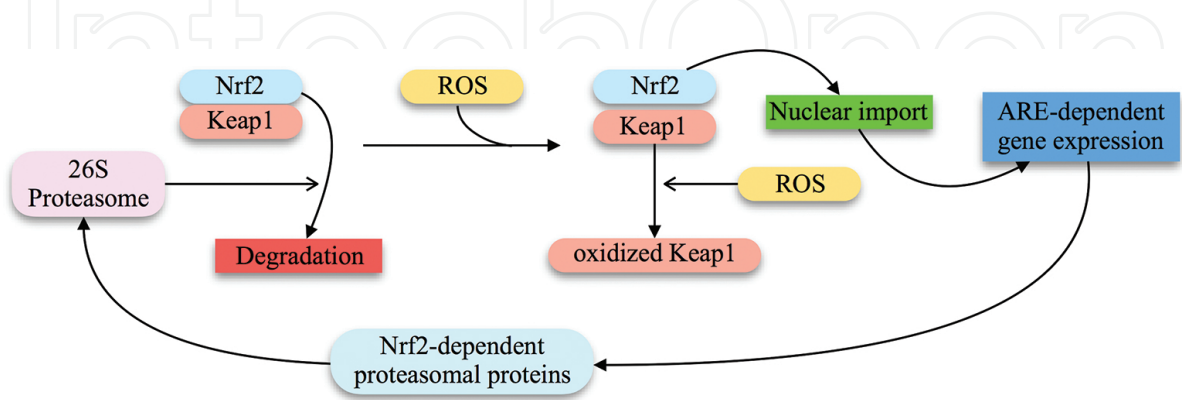 IntechOpen
Nrf2
Keap1
ROS
Nrf2
Keap1
Nuclear import
ARE-dependent
gene expression
26S
Proteasome
ROS
Degradation
oxidized Keap1
Nrf2-dependent
proteasomal proteins